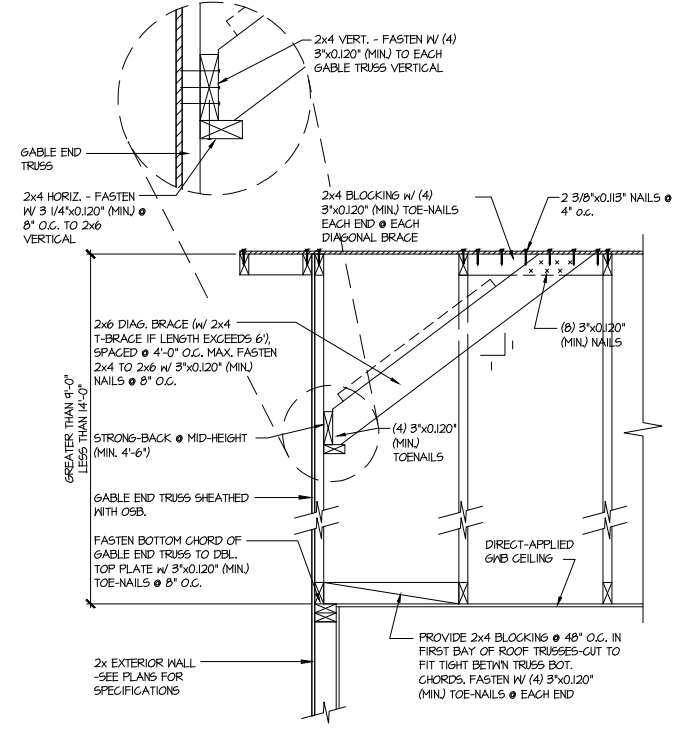 2x4 VERT. - FASTEN W/ (4)
3"x0.120" (MIN.) TO EACH
GABLE TRUSS VERTICAL
GABLE END
TRUSS
2x4 HORIZ. - FASTEN
W/ 3 1/4"x0.120" (MIN.) @
8" O.C. TO 2x6
VERTICAL
2x4 BLOCKING W/ (4)
3"x0.120" (MIN.) TOE-NAILS
EACH END @ EACH
DIAGONAL BRACE
2 3/8"x0.113" NAILS @
4" o.c.
2x6 DIAG. BRACE (w/ 2x4
T-BRACE IF LENGTH EXCEEDS 6'),
SPACED @ 4'-0" O.C. MAX. FASTEN
2x4 TO 2x6 W/ 3"x0.120" (MIN.)
NAILS @ 8" O.C.
(8) 3"x0.120"
(MIN.) NAILS
1
1
GREATER THAN 9'-0"
LESS THAN 14'-0"
STRONG-BACK @ MID-HEIGHT
(MIN. 4'-6")
(4) 3"x0.120"
(MIN.)
TOENAILS
GABLE END TRUSS SHEATHED
WITH OSB.
FASTEN BOTTOM CHORD OF
GABLE END TRUSS TO DBL.
TOP PLATE W/ 3"x0.120" (MIN.)
TOE-NAILS @ 8" O.C.
DIRECT-APPLIED
GWB CEILING
PROVIDE 2x4 BLOCKING @ 48" O.C. IN
FIRST BAY OF ROOF TRUSSES-CUT TO
FIT TIGHT BETW'N TRUSS BOT.
CHORDS. FASTEN W/ (4) 3"x0.120"
(MIN.) TOE-NAILS @ EACH END
2x EXTERIOR WALL
-SEE PLANS FOR
SPECIFICATIONS